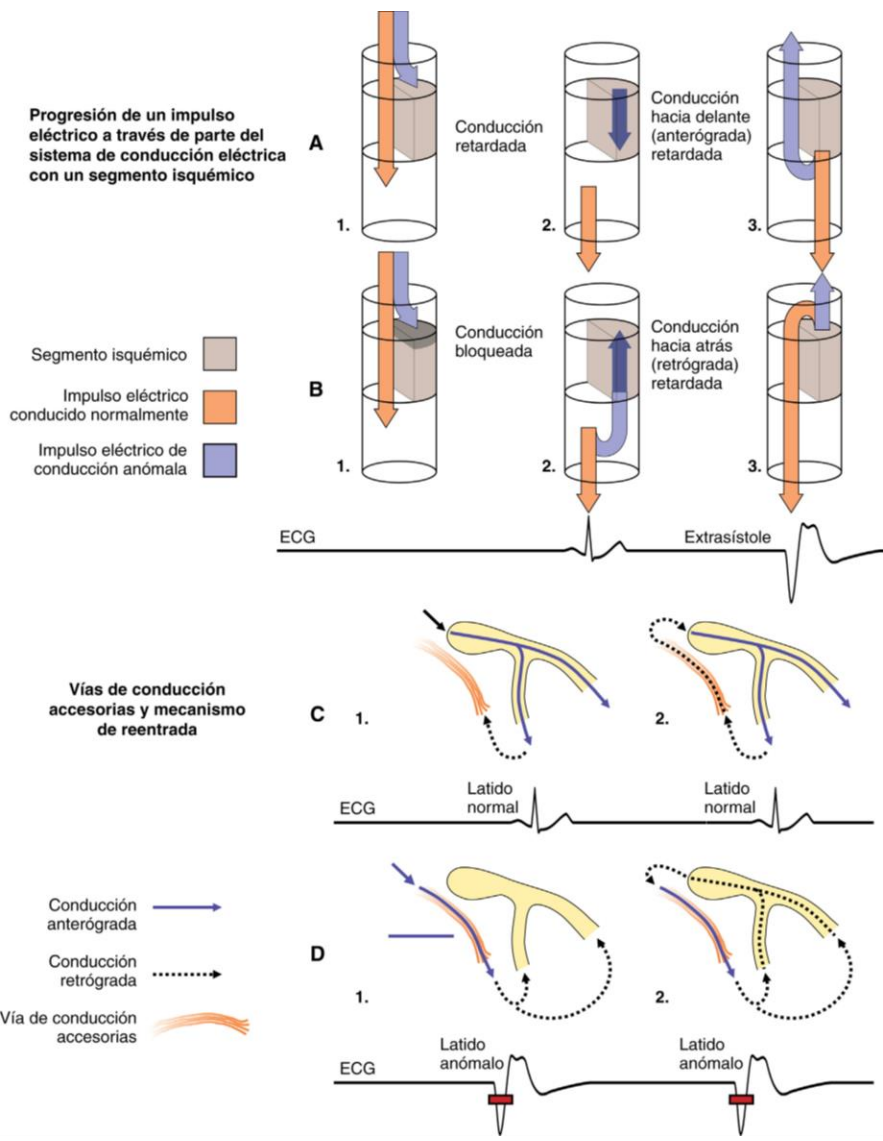 Progresión de un impulso
eléctrico a través de parte del
sistema de conducción eléctrica
con un segmento isquémico
A
Conducción
retardada
Conducción
hacia delante
(anterógrada)
retardada
1.
2.
3.
Segmento isquémico
Impulso eléctrico
conducido normalmente
Impulso eléctrico de
conducción anómala
B
Conducción
bloqueada
Conducción
hacia atrás
(retrógrada)
retardada
1.
2.
3.
ECG
Extrasístole
Vías de conducción
accesorias y mecanismo
de reentrada
C
1.
2.
ECG
Latido
normal
Latido
normal
Conducción
anterógrada
Conducción
retrógrada
Vía de conducción
accesorias
D
1.
2.
ECG
Latido
anómalo
Latido
anómalo